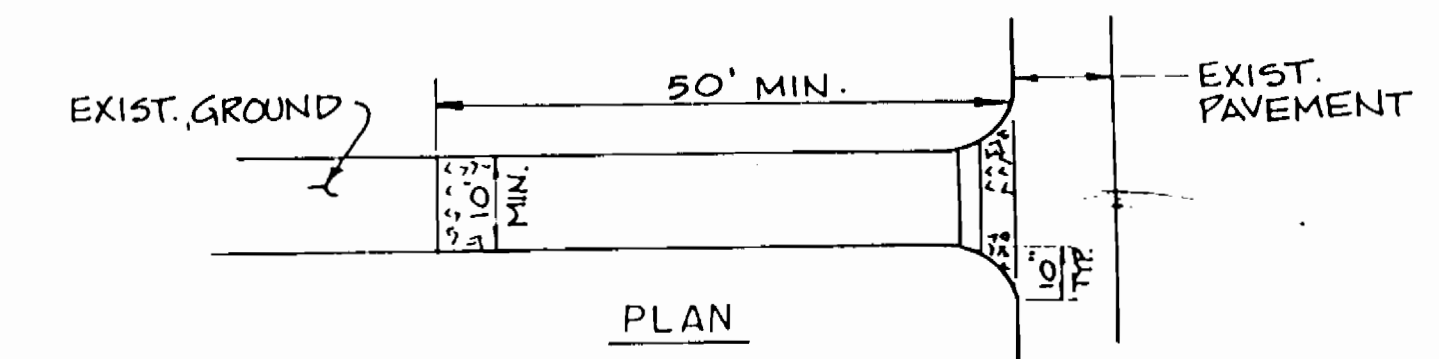 50' MIN.
EXIST. GROUND
EXIST.
PAVEMENT
10'
MIN.
10'
TYP.
PLAN